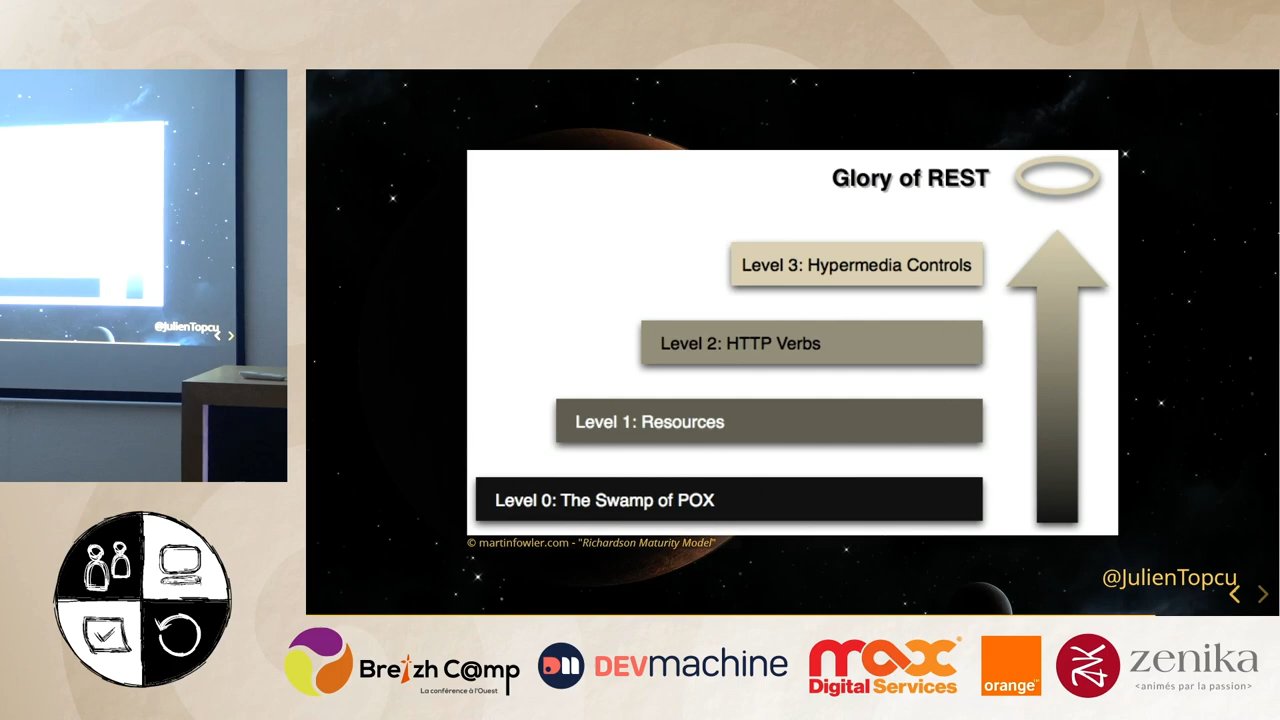 Glory of REST
Level 3: Hypermedia Controls
Level 2: HTTP Verbs
Level 1: Resources
Level 0: The Swamp of POX
© martinfowler.com - "Richardson Maturity Model"
@JulienTopcu
@JulienTopcu
Breizh C@mp
La conférence à l'Ouest
DEVmachine
max
Digital Services
orange™
zenika
<animés par la passion>